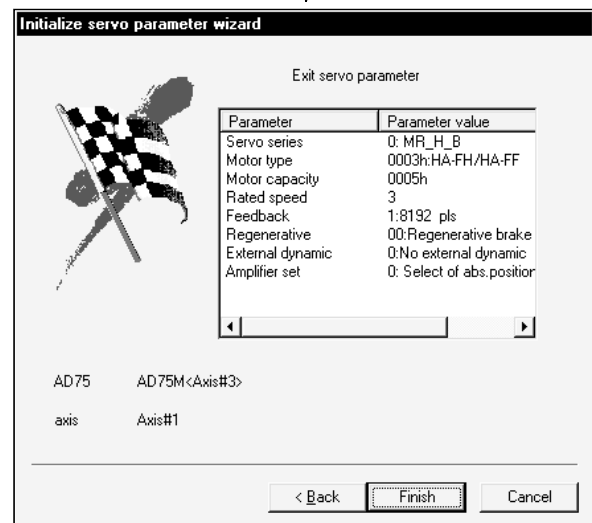 Initialize servo parameter wizard
Exit servo parameter
Parameter Parameter value
Servo series 0: MR_H_B
Motor type 0003h:HA-FH/HA-FF
Motor capacity 0005h
Rated speed 3
Feedback 1:8192 pls
Regenerative 00:Regenerative brake
External dynamic 0:No external dynamic
Amplifier set 0: Select of abs.position
AD75 AD75M<Axis#3>
axis Axis#1
< Back Finish Cancel